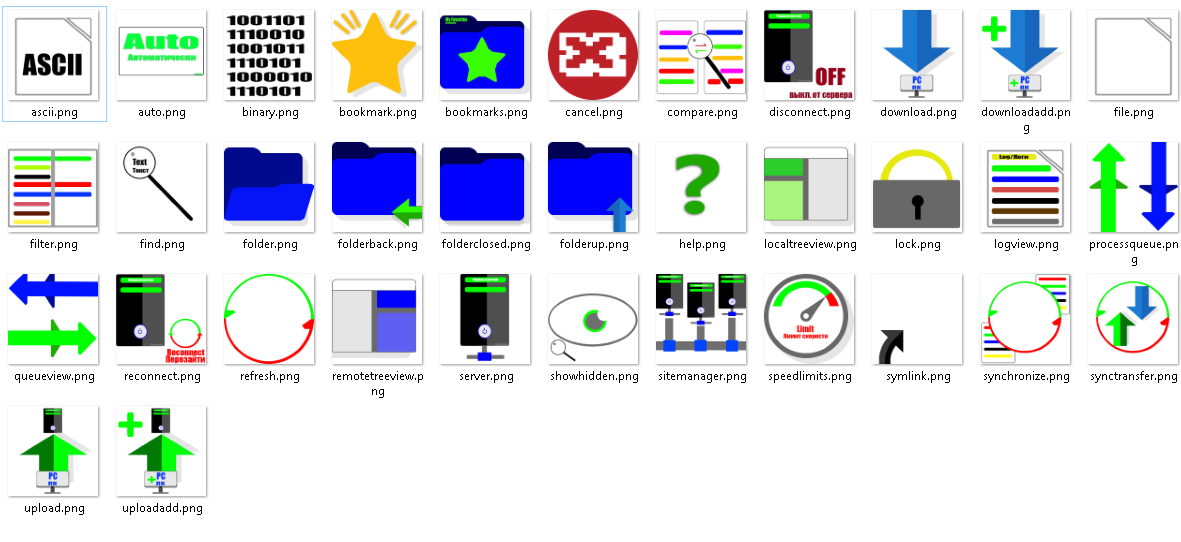 ASCII
Auto
Автоматически
1001101
1110010
1001011
1110101
1000010
110101
My Favorites
OFF
ВЫКЛ. ОТ СЕРВЕРА
PC
ПК
PC
ПК
ascii.png
auto.png
binary.png
bookmark.png
bookmarks.png
cancel.png
compare.png
disconnect.png
download.png
downloadadd.pn
g
file.png
Text
Текст
Log/Логи
filter.png
find.png
folder.png
folderback.png
folderclosed.png
folderup.png
help.png
localtreeview.png
lock.png
logview.png
processqueue.pn
g
Reconnect
Перезайти
Limit
Лимит скорости
queueview.png
reconnect.png
refresh.png
remotetreeview.p
ng
server.png
showhidden.png
sitemanager.png
speedlimits.png
symlink.png
synchronize.png
synctransfer.png
PC
ПК
PC
ПК
upload.png
uploadadd.png